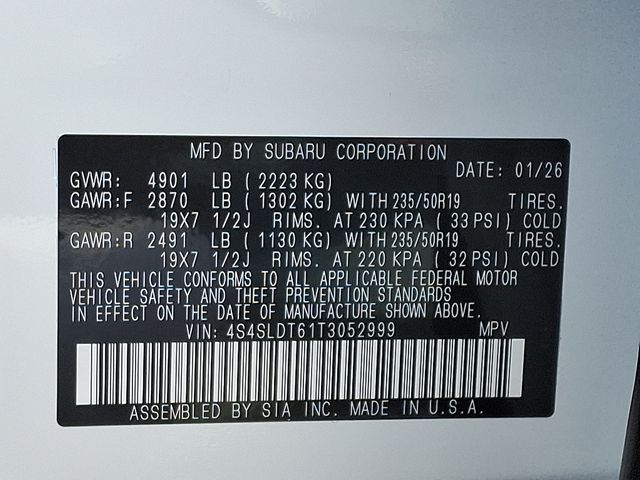 MFD BY SUBARU CORPORATION
DATE: 01/26
GVWR: 4901 LB (2223 KG)
GAWR:F 2870 LB (1302 KG) WITH 235/50R19 TIRES.
19X7 1/2J RIMS. AT 230 KPA (33 PSI) COLD
GAWR:R 2491 LB (1130 KG) WITH 235/50R19 TIRES.
19X7 1/2J RIMS. AT 220 KPA (32 PSI) COLD
THIS VEHICLE CONFORMS TO ALL APPLICABLE FEDERAL MOTOR
VEHICLE SAFETY AND THEFT PREVENTION STANDARDS
IN EFFECT ON THE DATE OF MANUFACTURE SHOWN ABOVE.
VIN: 4S4SLDT61T3052999 MPV
ASSEMBLED BY SIA INC. MADE IN U.S.A.